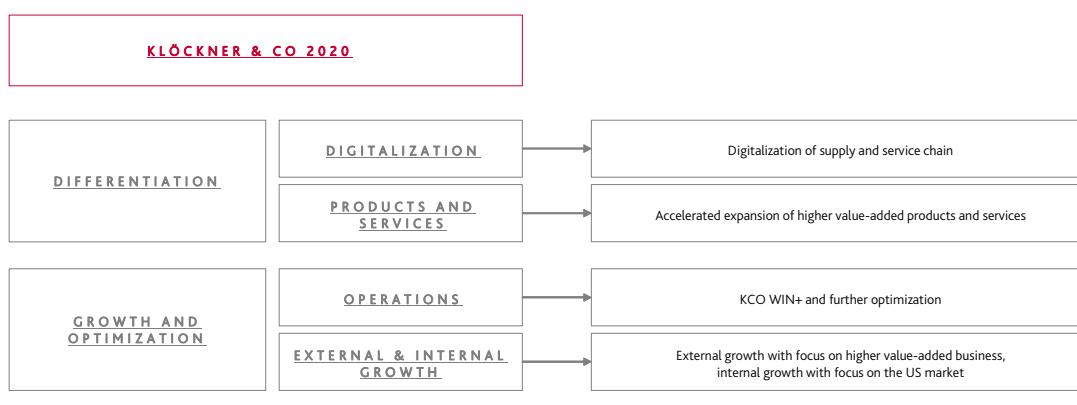 KLÖCKNER & CO 2020
DIFFERENTIATION
DIGITALIZATION
Digitalization of supply and service chain
PRODUCTS AND
SERVICES
Accelerated expansion of higher value-added products and services
GROWTH AND
OPTIMIZATION
OPERATIONS
KCO WIN+ and further optimization
EXTERNAL & INTERNAL
GROWTH
External growth with focus on higher value-added business,
internal growth with focus on the US market